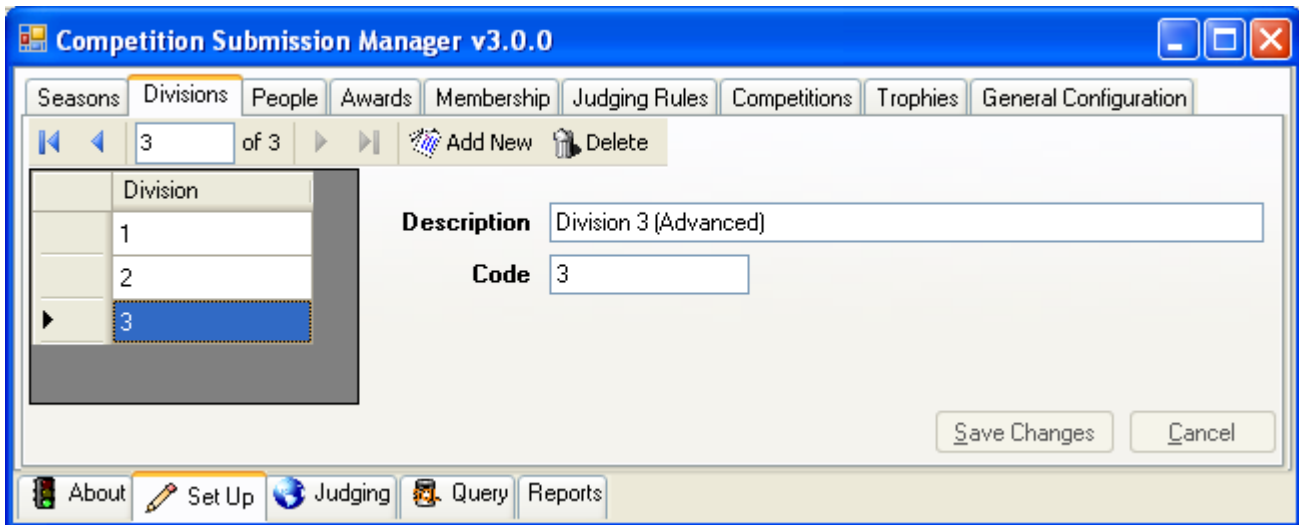 Competition Submission Manager v3.0.0
Seasons Divisions People Awards Membership Judging Rules Competitions Trophies General Configuration
3 of 3 Add New Delete
Division
1
2
3
Description Division 3 (Advanced)
Code 3
Save Changes Cancel
About Set Up Judging Query Reports